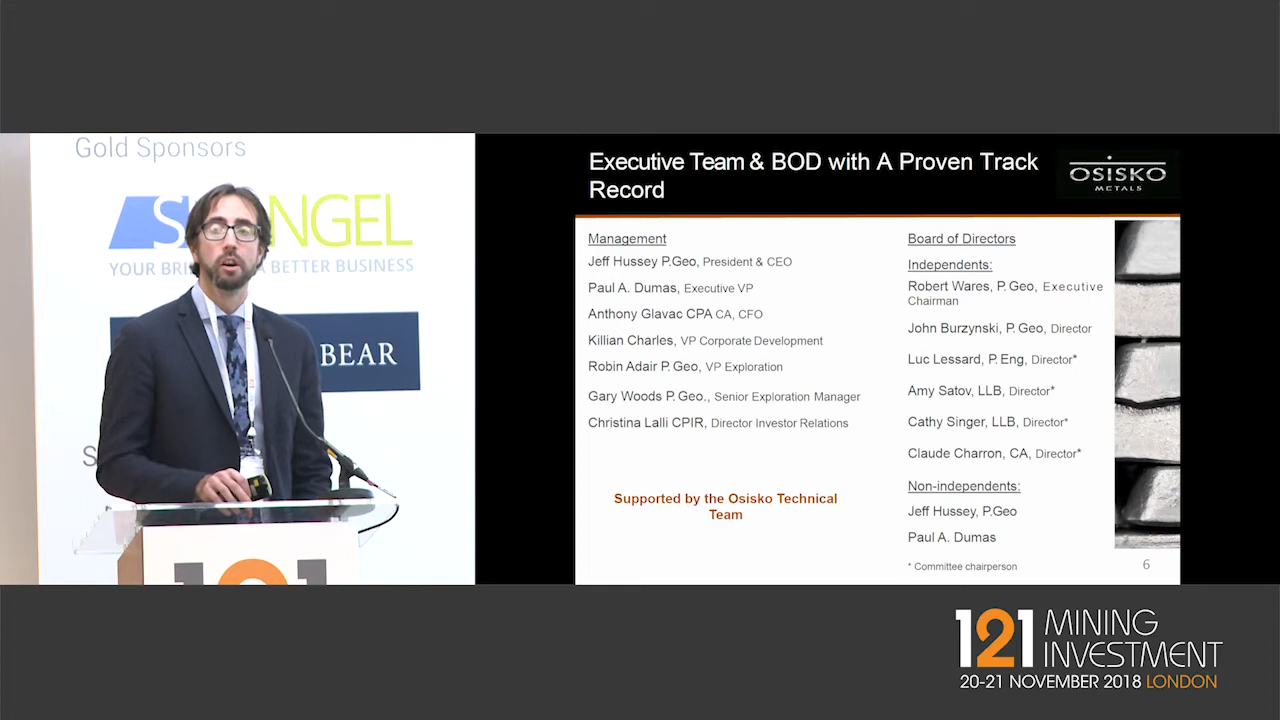 Gold Sponsors
NGEL
YOUR BRI A BETTER BUSINESS
BEAR
S
121
Executive Team & BOD with A Proven Track
Record
OSISKO
METALS
Management
Jeff Hussey P.Geo, President & CEO
Paul A. Dumas, Executive VP
Anthony Glavac CPA CA, CFO
Killian Charles, VP Corporate Development
Robin Adair P.Geo, VP Exploration
Gary Woods P. Geo., Senior Exploration Manager
Christina Lalli CPIR, Director Investor Relations
Supported by the Osisko Technical
Team
Board of Directors
Independents:
Robert Wares, P. Geo, Executive
Chairman
John Burzynski, P. Geo, Director
Luc Lessard, P. Eng, Director*
Amy Satov, LLB, Director*
Cathy Singer, LLB, Director*
Claude Charron, CA, Director*
Non-independents:
Jeff Hussey, P.Geo
Paul A. Dumas
* Committee chairperson
6
121 MINING
INVESTMENT
20-21 NOVEMBER 2018 LONDON